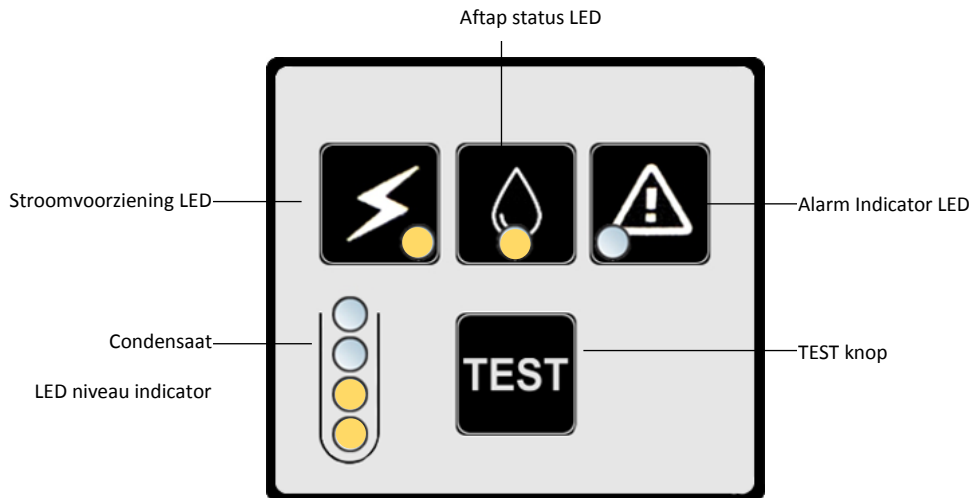 Aftap status LED
Stroomvoorziening LED
Alarm Indicator LED
Condensaat
LED niveau indicator
TEST
TEST knop